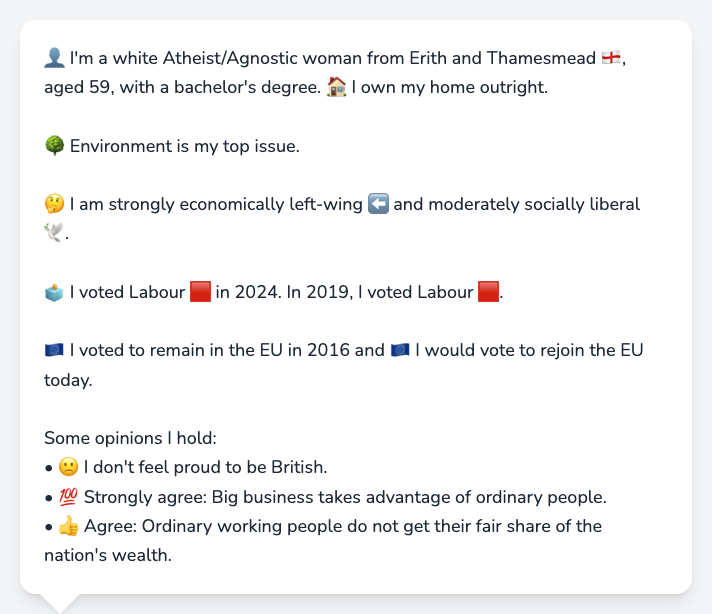 👤 I'm a white Atheist/Agnostic woman from Erith and Thamesmead 🏴󠁧󠁢󠁥󠁮󠁧󠁿,
aged 59, with a bachelor's degree. 🏠 I own my home outright.
🌳 Environment is my top issue.
🤔 I am strongly economically left-wing ⬅️ and moderately socially liberal
🕊️.
🗳️ I voted Labour 🟥 in 2024. In 2019, I voted Labour 🟥.
🇪🇺 I voted to remain in the EU in 2016 and 🇪🇺 I would vote to rejoin the EU
today.
Some opinions I hold:
• 🙁 I don't feel proud to be British.
• 💯 Strongly agree: Big business takes advantage of ordinary people.
• 👍 Agree: Ordinary working people do not get their fair share of the
nation's wealth.